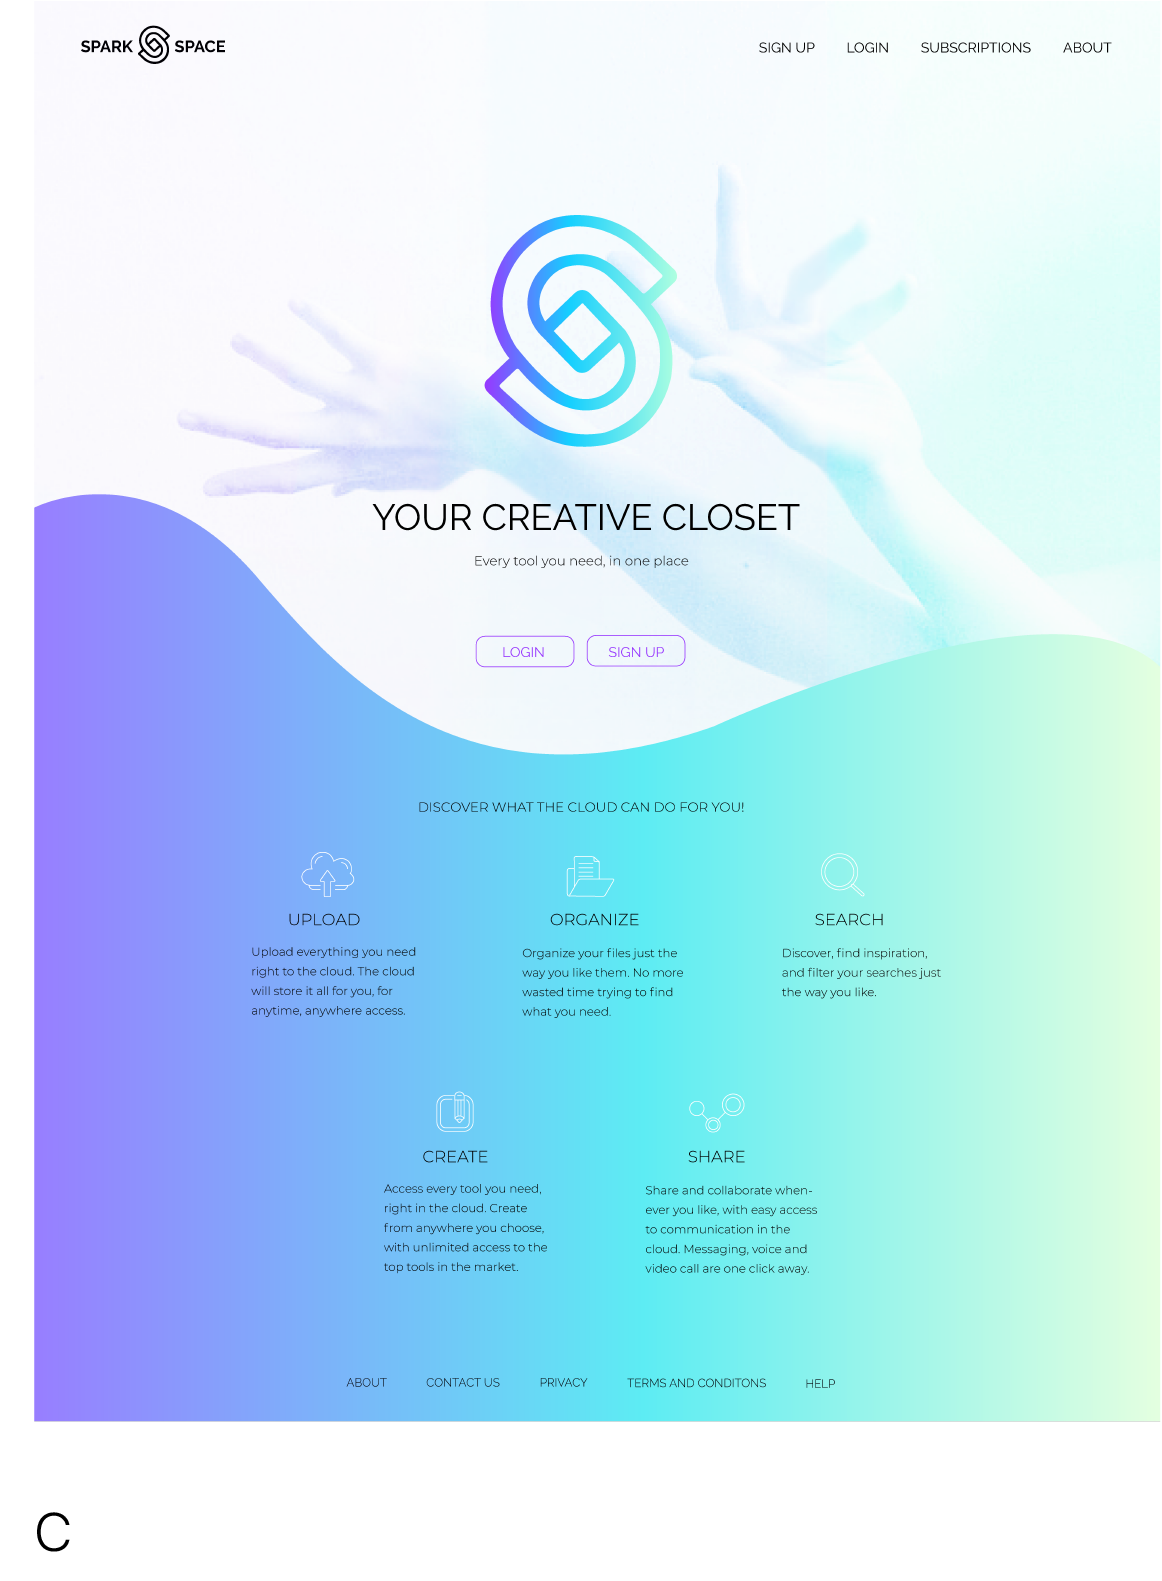 SPARK SPACE
SIGN UP LOGIN SUBSCRIPTIONS ABOUT
YOUR CREATIVE CLOSET
Every tool you need, in one place
LOGIN SIGN UP
DISCOVER WHAT THE CLOUD CAN DO FOR YOU!
UPLOAD
Upload everything you need
right to the cloud. The cloud
will store it all for you, for
anytime, anywhere access.
ORGANIZE
Organize your files just the
way you like them. No more
wasted time trying to find
what you need.
SEARCH
Discover, find inspiration,
and filter your searches just
the way you like.
CREATE
Access every tool you need,
right in the cloud. Create
from anywhere you choose,
with unlimited access to the
top tools in the market.
SHARE
Share and collaborate when-
ever you like, with easy access
to communication in the
cloud. Messaging, voice and
video call are one click away.
ABOUT CONTACT US PRIVACY TERMS AND CONDITONS HELP
C